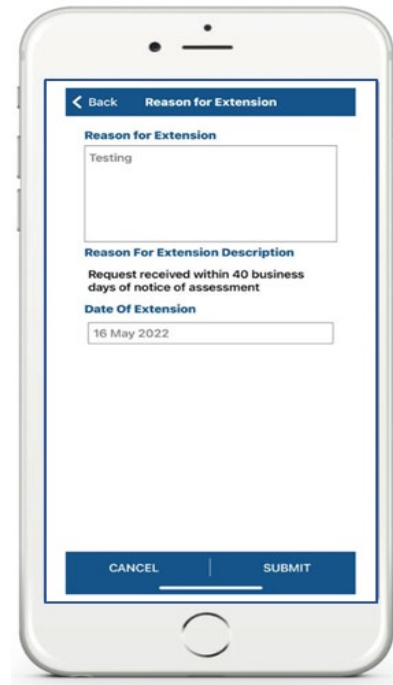 Back Reason for Extension
Reason for Extension
Testing
Reason For Extension Description
Request received within 40 business
days of notice of assessment
Date Of Extension
16 May 2022
CANCEL SUBMIT